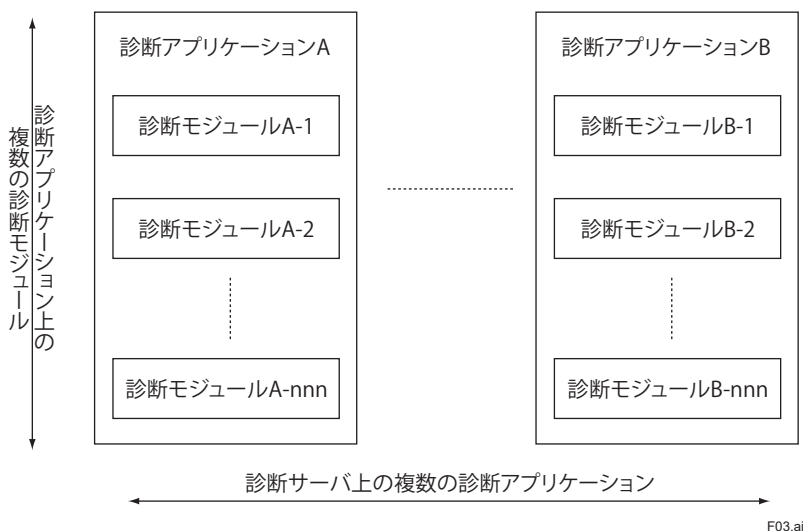 診断アプリケーションA
診断モジュールA-1
診断モジュールA-2
診断モジュールA-nnn
診断アプリケーションB
診断モジュールB-1
診断モジュールB-2
診断モジュールB-nnn
診断アプリケーション上の
複数の診断モジュール
診断サーバ上の複数の診断アプリケーション
F03.ai